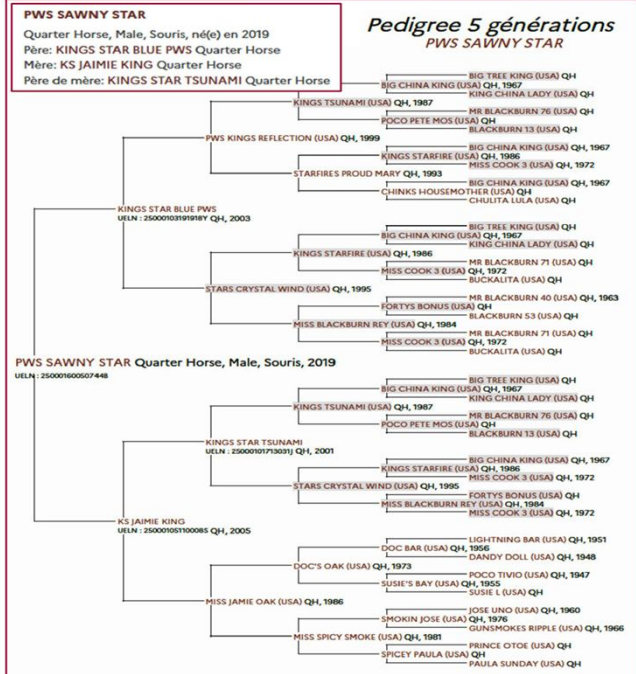 PWS SAWNY STAR
Quarter Horse, Male, Souris, né(e) en 2019
Père: KINGS STAR BLUE PWS Quarter Horse
Mère: KS JAIMIE KING Quarter Horse
Père de mère: KINGS STAR TSUNAMI Quarter Horse
Pedigree 5 générations
PWS SAWNY STAR
BIG TREE KING (USA) QH
BIG CHINA KING (USA) QH, 1967
KING CHINA LADY (USA) QH
KINGS TSUNAMI (USA) QH, 1987
MR BLACKBURN 76 (USA) QH
POCO PETE MOS (USA) QH
BLACKBURN 13 (USA) QH
PWS KINGS REFLECTION (USA) QH, 1999
BIG CHINA KING (USA) QH, 1967
KINGS STARFIRE (USA) QH, 1986
MISS COOK 3 (USA) QH, 1972
STARFIRES PROUD MARY QH, 1993
BIG CHINA KING (USA) QH, 1967
CHINKS HOUSEMOTHER (USA) QH
CHULITA LULA (USA) QH
KINGS STAR BLUE PWS
UELN : 25000103191918Y QH, 2003
BIG TREE KING (USA) QH
BIG CHINA KING (USA) QH, 1967
KING CHINA LADY (USA) QH
KINGS STARFIRE (USA) QH, 1986
MR BLACKBURN 71 (USA) QH
MISS COOK 3 (USA) QH, 1972
BUCKALITA (USA) QH
STARS CRYSTAL WIND (USA) QH, 1995
MR BLACKBURN 40 (USA) QH, 1963
FORTYS BONUS (USA) QH
BLACKBURN 53 (USA) QH
MISS BLACKBURN REY (USA) QH, 1984
MR BLACKBURN 71 (USA) QH
MISS COOK 3 (USA) QH, 1972
BUCKALITA (USA) QH
PWS SAWNY STAR Quarter Horse, Male, Souris, 2019
UELN : 250001600507448
BIG TREE KING (USA) QH
BIG CHINA KING (USA) QH, 1967
KING CHINA LADY (USA) QH
KINGS TSUNAMI (USA) QH, 1987
MR BLACKBURN 76 (USA) QH
POCO PETE MOS (USA) QH
BLACKBURN 13 (USA) QH
KINGS STAR TSUNAMI
UELN : 25000101713031J QH, 2001
BIG CHINA KING (USA) QH, 1967
KINGS STARFIRE (USA) QH, 1986
MISS COOK 3 (USA) QH, 1972
STARS CRYSTAL WIND (USA) QH, 1995
FORTYS BONUS (USA) QH
MISS BLACKBURN REY (USA) QH, 1984
MISS COOK 3 (USA) QH, 1972
KS JAIMIE KING
UELN : 25000105110008S QH, 2005
LIGHTNING BAR (USA) QH, 1951
DOC BAR (USA) QH, 1956
DANDY DOLL (USA) QH, 1948
DOC'S OAK (USA) QH, 1973
POCO TIVIO (USA) QH, 1947
SUSIE'S BAY (USA) QH, 1955
SUSIE L (USA) QH
MISS JAMIE OAK (USA) QH, 1986
JOSE UNO (USA) QH, 1960
SMOKIN JOSE (USA) QH, 1976
GUNSMOKES RIPPLE (USA) QH, 1966
MISS SPICY SMOKE (USA) QH, 1981
PRINCE OTOE (USA) QH
SPICEY PAULA (USA) QH
PAULA SUNDAY (USA) QH